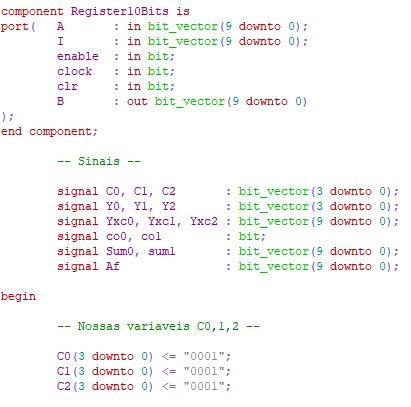 component Register10Bits is
port(   A       : in bit_vector(9 downto 0);
        I       : in bit_vector(9 downto 0);
        enable  : in bit;
        clock   : in bit;
        clr     : in bit;
        B       : out bit_vector(9 downto 0)
);
end component;
        -- Sinais --
        signal C0, C1, C2       : bit_vector(3 downto 0);
        signal Y0, Y1, Y2       : bit_vector(3 downto 0);
        signal Yxc0, Yxc1, Yxc2 : bit_vector(9 downto 0);
        signal co0, co1         : bit;
        signal Sum0, sum1       : bit_vector(9 downto 0);
        signal Af               : bit_vector(9 downto 0);
begin
        -- Nossas variaveis C0,1,2 --
        C0(3 downto 0) <= "0001";
        C1(3 downto 0) <= "0001";
        C2(3 downto 0) <= "0001";